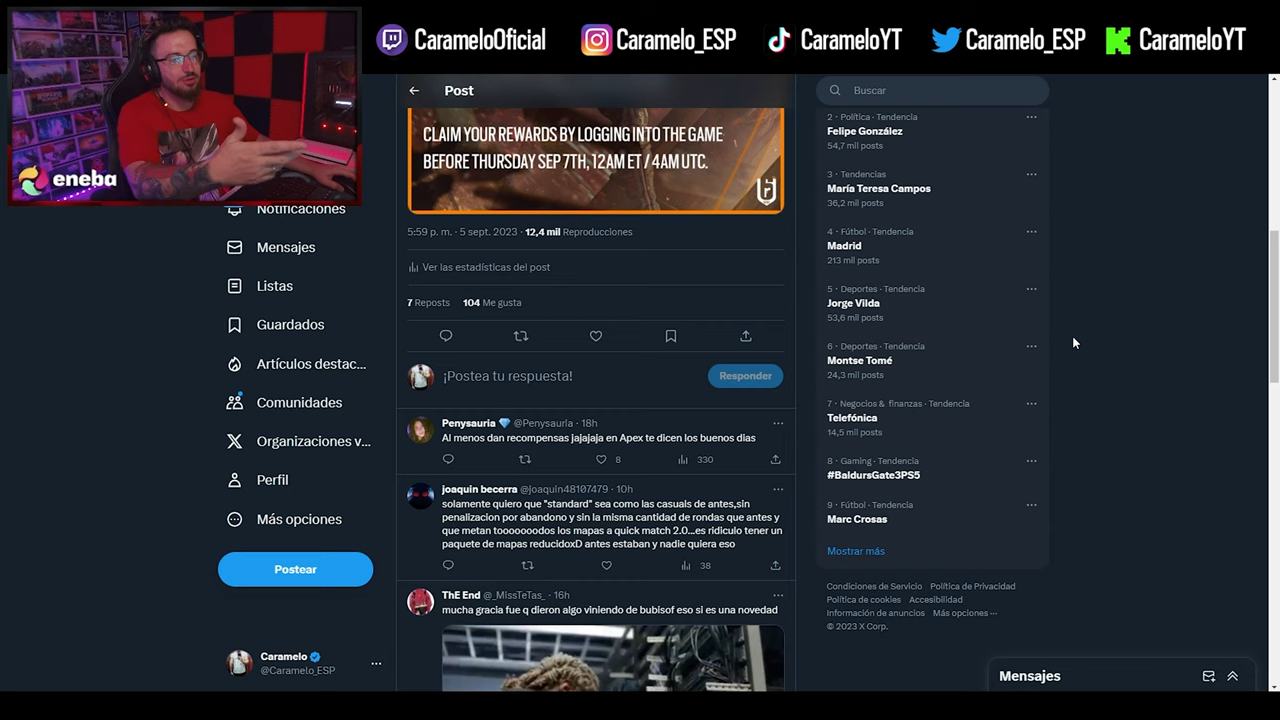 CarameloOficial
Caramelo_ESP
CarameloYT
Caramelo_ESP
CarameloYT
eneba
Notificaciones
Mensajes
Listas
Guardados
Artículos destac...
Comunidades
Organizaciones v...
Perfil
Más opciones
Postear
Caramelo
@Caramelo_ESP
Post
CLAIM YOUR REWARDS BY LOGGING INTO THE GAME
BEFORE THURSDAY SEP 7TH, 12AM ET / 4AM UTC.
5:59 p. m. · 5 sept. 2023 · 12,4 mil Reproducciones
Ver las estadísticas del post
7 Reposts 104 Me gusta
¡Postea tu respuesta!
Responder
Penysauria @Penysaurla · 18h
Al menos dan recompensas jajajaja en Apex te dicen los buenos dias
8 330
joaquin becerra @joaquin48107479 · 10h
solamente quiero que "standard" sea como las casuals de antes,sin
penalizacion por abandono y sin la misma cantidad de rondas que antes y
que metan tooooooodos los mapas a quick match 2.0...es ridiculo tener un
paquete de mapas reducidoxD antes estaban y nadie quiera eso
38
ThE End @_MIssTeTas_ · 16h
mucha gracia fue q dieron algo viniendo de bubisof eso si es una novedad
Buscar
2 · Política · Tendencia
Felipe González
54,7 mil posts
3 · Tendencias
María Teresa Campos
36,2 mil posts
4 · Fútbol · Tendencia
Madrid
213 mil posts
5 · Deportes · Tendencia
Jorge Vilda
53,6 mil posts
6 · Deportes · Tendencia
Montse Tomé
24,3 mil posts
7 · Negocios & finanzas · Tendencia
Telefónica
14,5 mil posts
8 · Gaming · Tendencia
#BaldursGate3PS5
9 · Fútbol · Tendencia
Marc Crosas
Mostrar más
Condiciones de Servicio Política de Privacidad
Política de cookies Accesibilidad
Información de anuncios Más opciones ···
© 2023 X Corp.
Mensajes